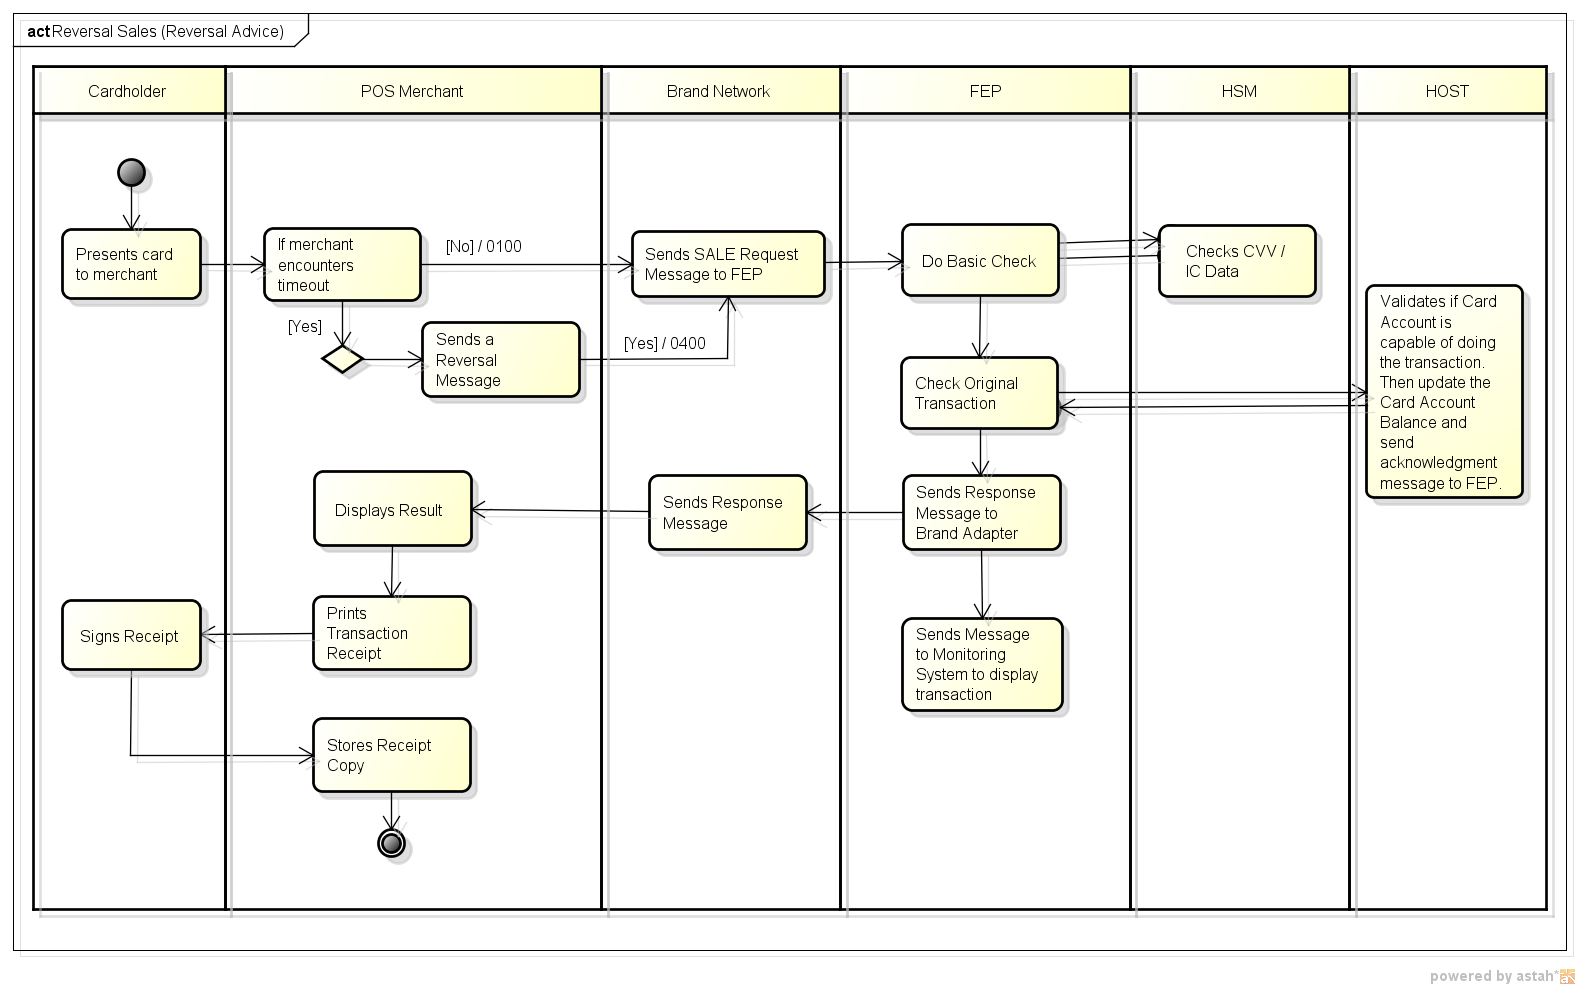 act Reversal Sales (Reversal Advice)
Cardholder
POS Merchant
Brand Network
FEP
HSM
HOST
Presents card
to merchant
If merchant
encounters
timeout
[No] / 0100
Sends SALE Request
Message to FEP
Do Basic Check
Checks CVV /
IC Data
[Yes]
Sends a
Reversal
Message
[Yes] / 0400
Check Original
Transaction
Validates if Card
Account is
capable of doing
the transaction.
Then update the
Card Account
Balance and
send
acknowledgment
message to FEP.
Displays Result
Sends Response
Message
Sends Response
Message to
Brand Adapter
Signs Receipt
Prints
Transaction
Receipt
Sends Message
to Monitoring
System to display
transaction
Stores Receipt
Copy
powered by astah*